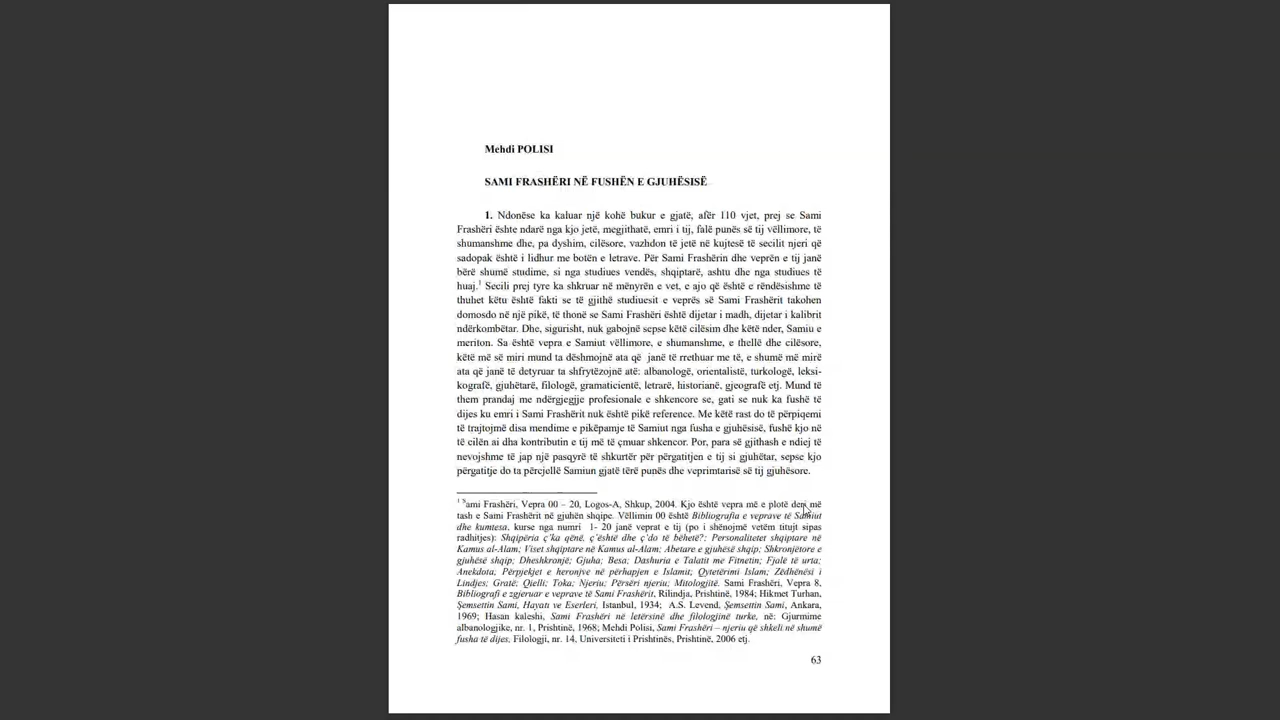 Mehdi POLISI
SAMI FRASHËRI NË FUSHËN E GJUHËSISË
1. Ndonëse ka kaluar një kohë bukur e gjatë, afër 110 vjet, prej se Sami
Frashëri është ndarë nga kjo jetë, megjithatë, emri i tij, falë punës së tij vëllimore, të
shumanshme dhe, pa dyshim, cilësore, vazhdon të jetë në kujtesë të secilit njeri që
sadopak është i lidhur me botën e letrave. Për Sami Frashërin dhe veprën e tij janë
bërë shumë studime, si nga studiues vendës, shqiptarë, ashtu dhe nga studiues të
huaj.1 Secili prej tyre ka shkruar në mënyrën e vet, e ajo që është e rëndësishme të
thuhet këtu është fakti se të gjithë studiuesit e veprës së Sami Frashërit takohen
domosdo në një pikë, të thonë se Sami Frashëri është dijetar i madh, dijetar i kalibrit
ndërkombëtar. Dhe, sigurisht, nuk gabojnë sepse këtë cilësim dhe këtë nder, Samiu e
meriton. Sa është vepra e Samiut vëllimore, e shumanshme, e thellë dhe cilësore,
këtë më së miri mund ta dëshmojnë ata që janë të rrethuar me të, e shumë më mirë
ata që janë të detyruar ta shfrytëzojnë atë: albanologë, orientalistë, turkologë, leksi-
kografë, gjuhëtarë, filologë, gramaticientë, letrarë, historianë, gjeografë etj. Mund të
them prandaj me ndërgjegjje profesionale e shkencore se, gati se nuk ka fushë të
dijes ku emri i Sami Frashërit nuk është pikë reference. Me këtë rast do të përpiqemi
të trajtojmë disa mendime e pikëpamje të Samiut nga fusha e gjuhësisë, fushë kjo në
të cilën ai dha kontributin e tij më të çmuar shkencor. Por, para së gjithash e ndiej të
nevojshme të jap një pasqyrë të shkurtër për përgatitjen e tij si gjuhëtar, sepse kjo
përgatitje do ta përcjellë Samiun gjatë tërë punës dhe veprimtarisë së tij gjuhësore.
1 Sami Frashëri, Vepra 00 – 20, Logos-A, Shkup, 2004. Kjo është vepra më e plotë deri më
tash e Sami Frashërit në gjuhën shqipe. Vëllimin 00 është Bibliografia e veprave të Samiut
dhe kumtesa, kurse nga numri 1- 20 janë veprat e tij (po i shënojmë vetëm titujt sipas
radhitjes): Shqipëria ç’ka qënë, ç’është dhe ç’do të bëhetë?; Personalitetet shqiptare në
Kamus al-Alam; Viset shqiptare në Kamus al-Alam; Abetare e gjuhësë shqip; Shkronjëtore e
gjuhësë shqip; Dheshkronjë; Gjuha; Besa; Dashuria e Talatit me Fitnetin; Fjalë të urta;
Anekdota, Përpjekjet e heronjve në përhapjen e Islamit; Qytetërimi Islam; Zëdhënësi i
Lindjes; Gratë; Qielli; Toka; Njeriu; Përsëri njeriu; Mitologjitë. Sami Frashëri, Vepra 8,
Bibliografi e zgjeruar e veprave të Sami Frashërit, Rilindja, Prishtinë, 1984; Hikmet Turhan,
Şemsettin Sami, Hayatı ve Eserleri, Istanbul, 1934; A.S. Levend, Şemsettin Sami, Ankara,
1969; Hasan kaleshi, Sami Frashëri në letërsinë dhe filologjinë turke, në: Gjurmime
albanologjike, nr. 1, Prishtinë, 1968; Mehdi Polisi, Sami Frashëri – njeriu që shkeli në shumë
fusha të dijes, Filologji, nr. 14, Universiteti i Prishtinës, Prishtinë, 2006 etj.
63